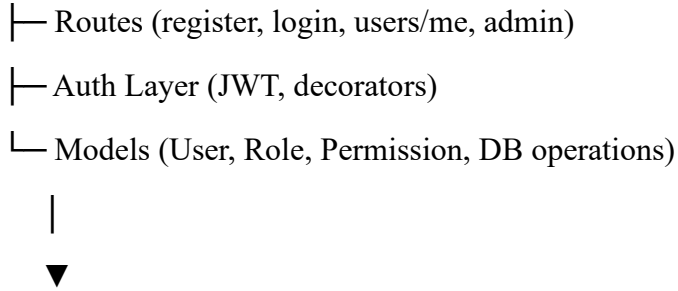 ├─ Routes (register, login, users/me, admin)
├─ Auth Layer (JWT, decorators)
└─ Models (User, Role, Permission, DB operations)
│
▼